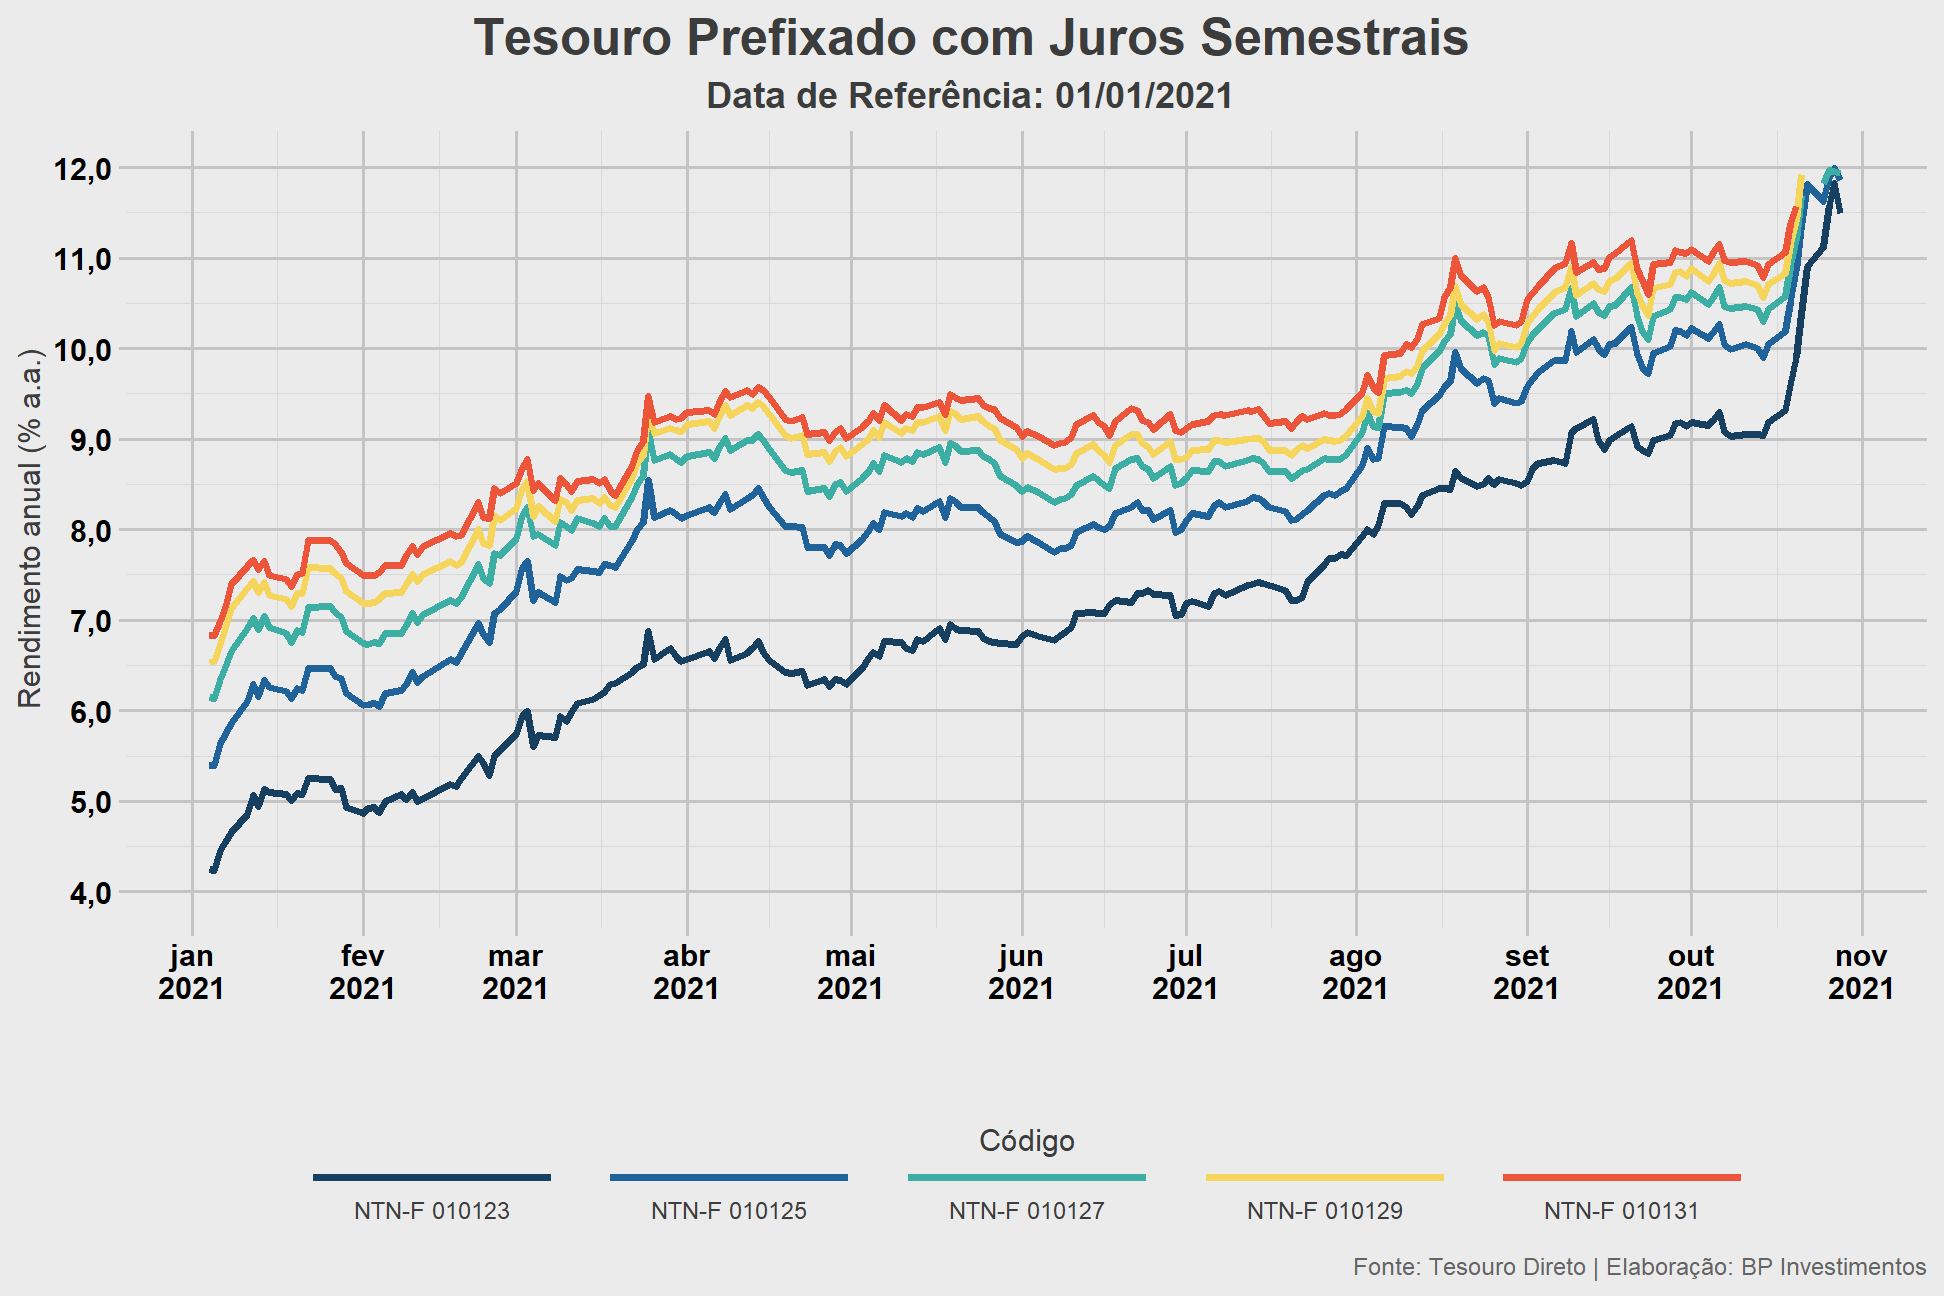 Tesouro Prefixado com Juros Semestrais
Data de Referência: 01/01/2021
Rendimento anual (% a.a.)
12,0
11,0
10,0
9,0
8,0
7,0
6,0
5,0
4,0
jan fev mar abr mai jun jul ago set out nov
2021 2021 2021 2021 2021 2021 2021 2021 2021 2021 2021
Código
NTN-F 010123 NTN-F 010125 NTN-F 010127 NTN-F 010129 NTN-F 010131
Fonte: Tesouro Direto | Elaboração: BP Investimentos